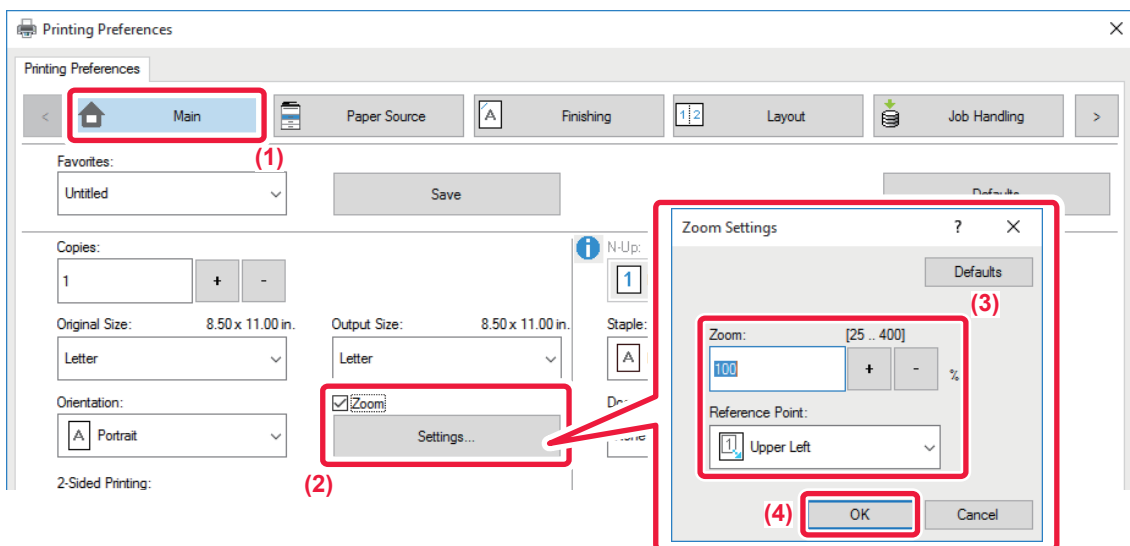 Printing Preferences
Printing Preferences
< Main Paper Source Finishing Layout Job Handling >
(1)
Favorites:
Untitled Save Defaults
Zoom Settings ? ×
Defaults
(3)
Zoom: [25 .. 400]
100 + - %
Reference Point:
1 Upper Left
(4) OK Cancel
Copies: N-Up:
1 + - 1
Original Size: 8.50 x 11.00 in. Output Size: 8.50 x 11.00 in. Staple:
Letter Letter A
Orientation: Zoom
A Portrait Settings...
(2)
2-Sided Printing: